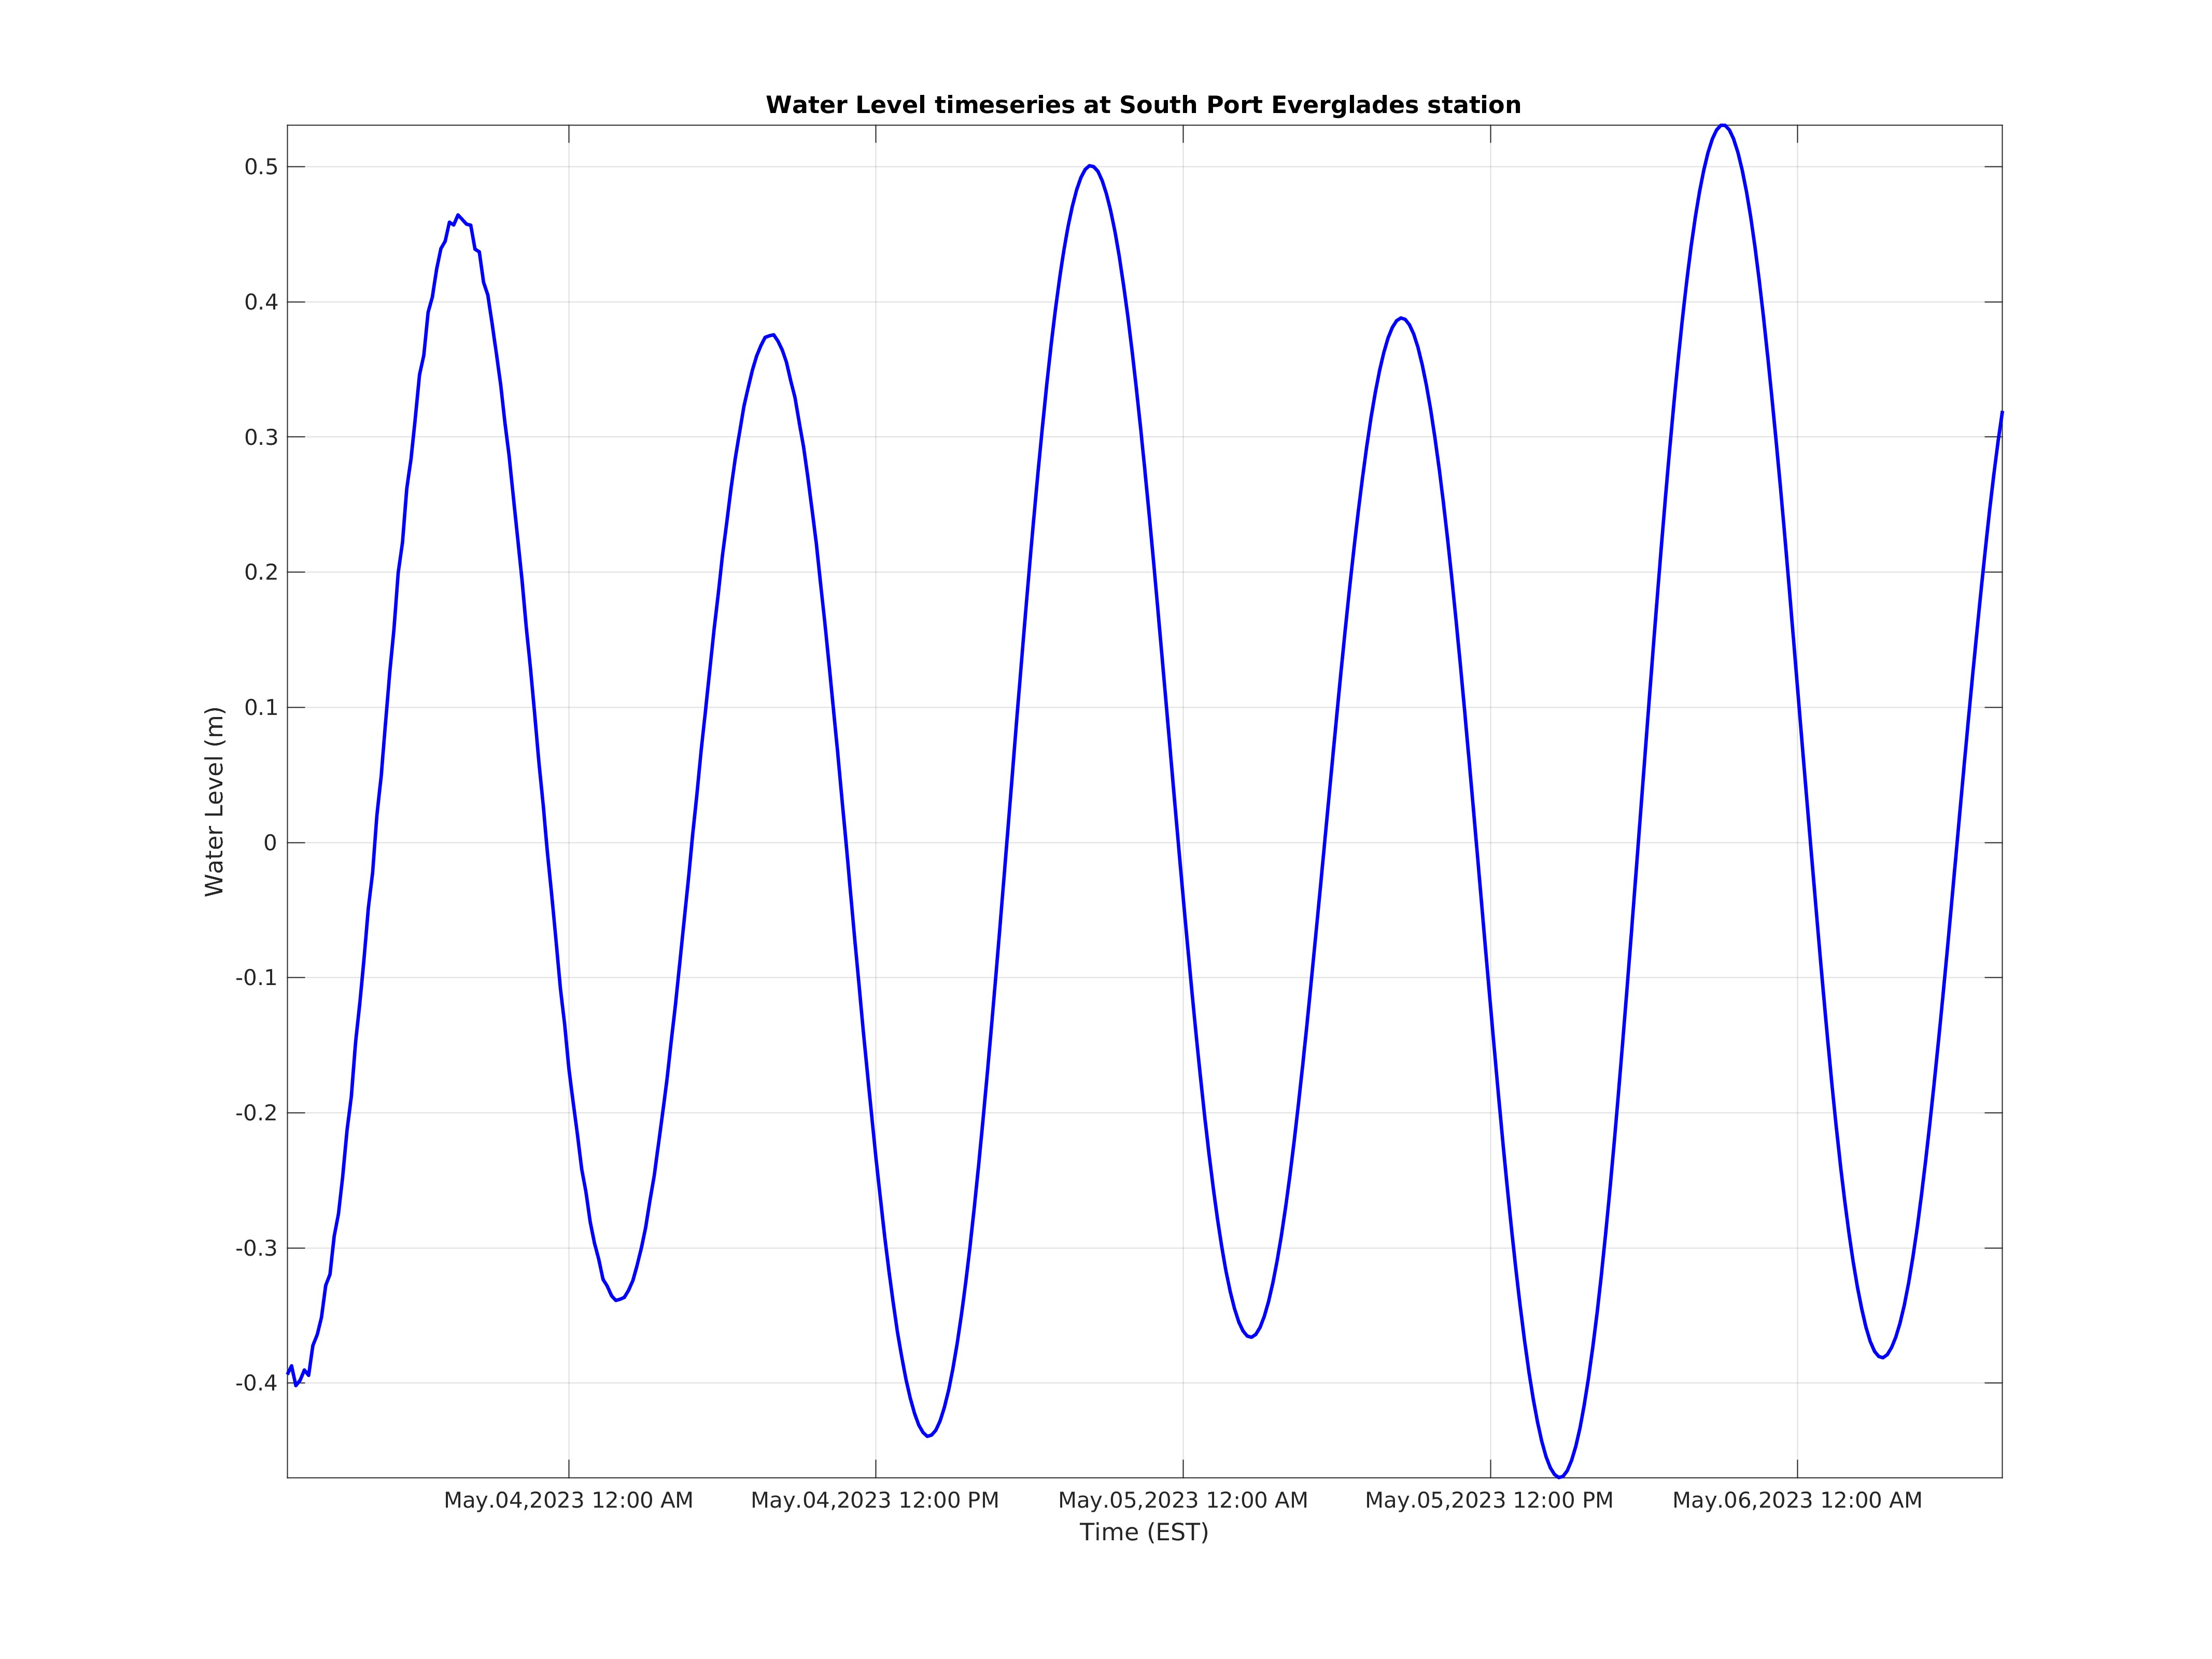 Water Level timeseries at South Port Everglades station
0.5
0.4
0.3
0.2
0.1
0
-0.1
-0.2
-0.3
-0.4
Water Level (m)
May.04,2023 12:00 AM May.04,2023 12:00 PM May.05,2023 12:00 AM May.05,2023 12:00 PM May.06,2023 12:00 AM
Time (EST)